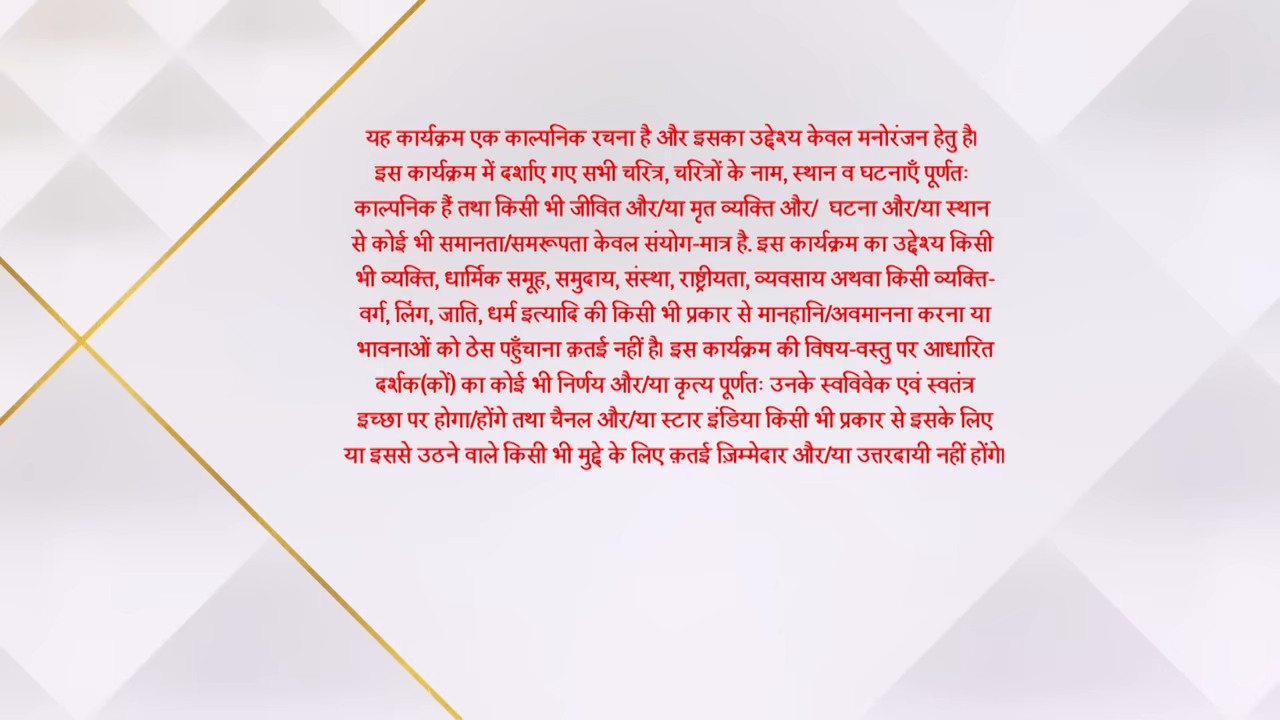 यह कार्यक्रम एक काल्पनिक रचना है और इसका उद्देश्य केवल मनोरंजन हेतु है।
इस कार्यक्रम में दर्शाए गए सभी चरित्र, चरित्रों के नाम, स्थान व घटनाएँ पूर्णतः
काल्पनिक हैं तथा किसी भी जीवित और/या मृत व्यक्ति और/ घटना और/या स्थान
से कोई भी समानता/समरूपता केवल संयोग-मात्र है. इस कार्यक्रम का उद्देश्य किसी
भी व्यक्ति, धार्मिक समूह, समुदाय, संस्था, राष्ट्रीयता, व्यवसाय अथवा किसी व्यक्ति-
वर्ग, लिंग, जाति, धर्म इत्यादि की किसी भी प्रकार से मानहानि/अवमानना करना या
भावनाओं को ठेस पहुँचाना क़तई नहीं है। इस कार्यक्रम की विषय-वस्तु पर आधारित
दर्शक(कों) का कोई भी निर्णय और/या कृत्य पूर्णतः उनके स्वविवेक एवं स्वतंत्र
इच्छा पर होगा/होंगे तथा चैनल और/या स्टार इंडिया किसी भी प्रकार से इसके लिए
या इससे उठने वाले किसी भी मुद्दे के लिए क़तई ज़िम्मेदार और/या उत्तरदायी नहीं होंगे।